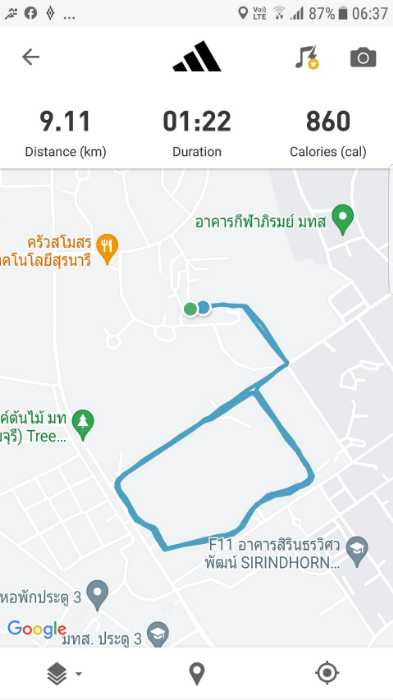 ... 87% 06:37
9.11 01:22 860
Distance (km) Duration Calories (cal)
อาคารกีฬาภิรมย์ มทส
ครัวสโมสร
คโนโลยีสุรนารี
ค์ต้นไม้ มท
จุรี) Tree...
F11 อาคารสิรินธรวิศว
พัฒน์ SIRINDHORN...
หอพักประตู 3
Google
มทส. ประตู 3